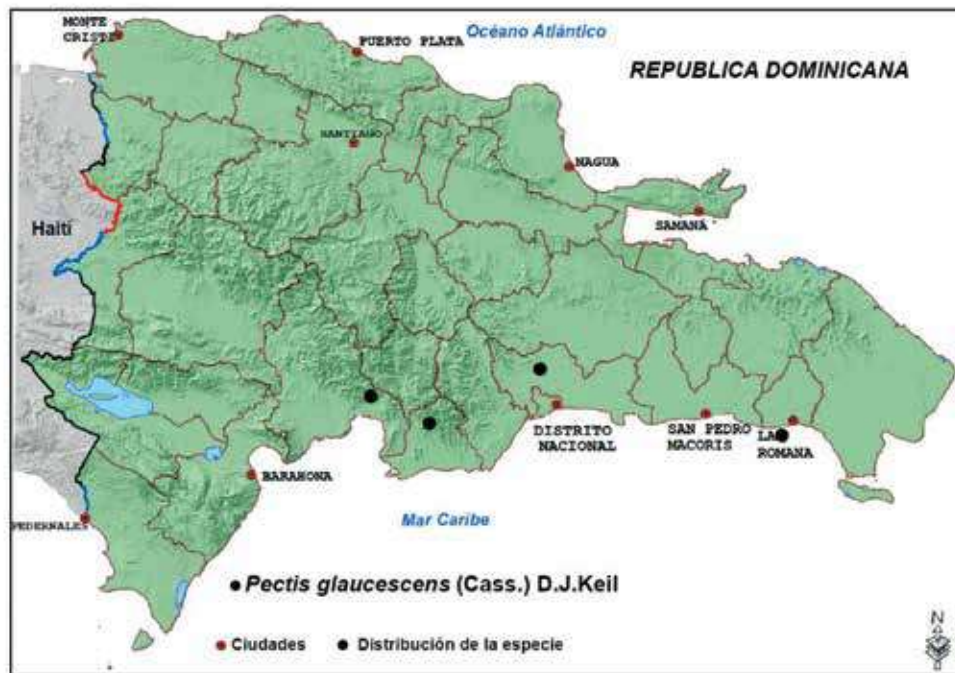 MONTE
CRISTI
PUERTO PLATA
Océano Atlántico
REPUBLICA DOMINICANA
SANTIAGO
NAGUA
SAMANÁ
Haití
DISTRITO
NACIONAL
SAN PEDRO
MACORIS
LA
ROMANA
BARAHONA
PEDERNALES
Mar Caribe
Pectis glaucescens (Cass.) D.J.Keil
Ciudades
Distribución de la especie
N